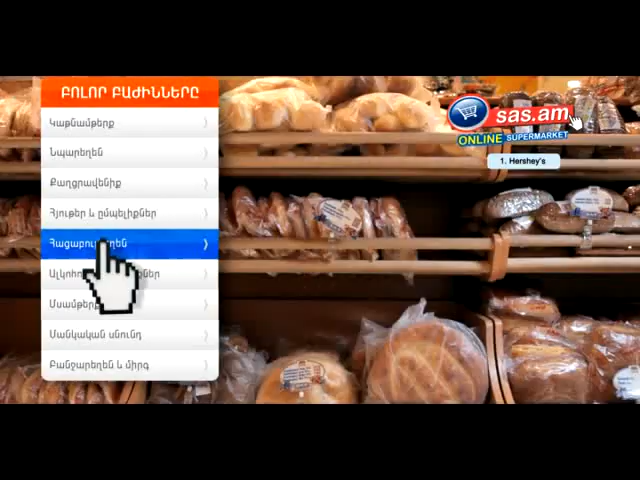 ԲՈԼՈՐ ԲԱԺԻՆՆԵՐԸ
Կաթնամթերք
Նպարեղեն
Քաղցրավենիք
Հյութեր և ըմպելիքներ
Մանկական սնունդ
Բանջարեղեն և միրգ
sas.am
ONLINE SUPERMARKET
1. Hershey's